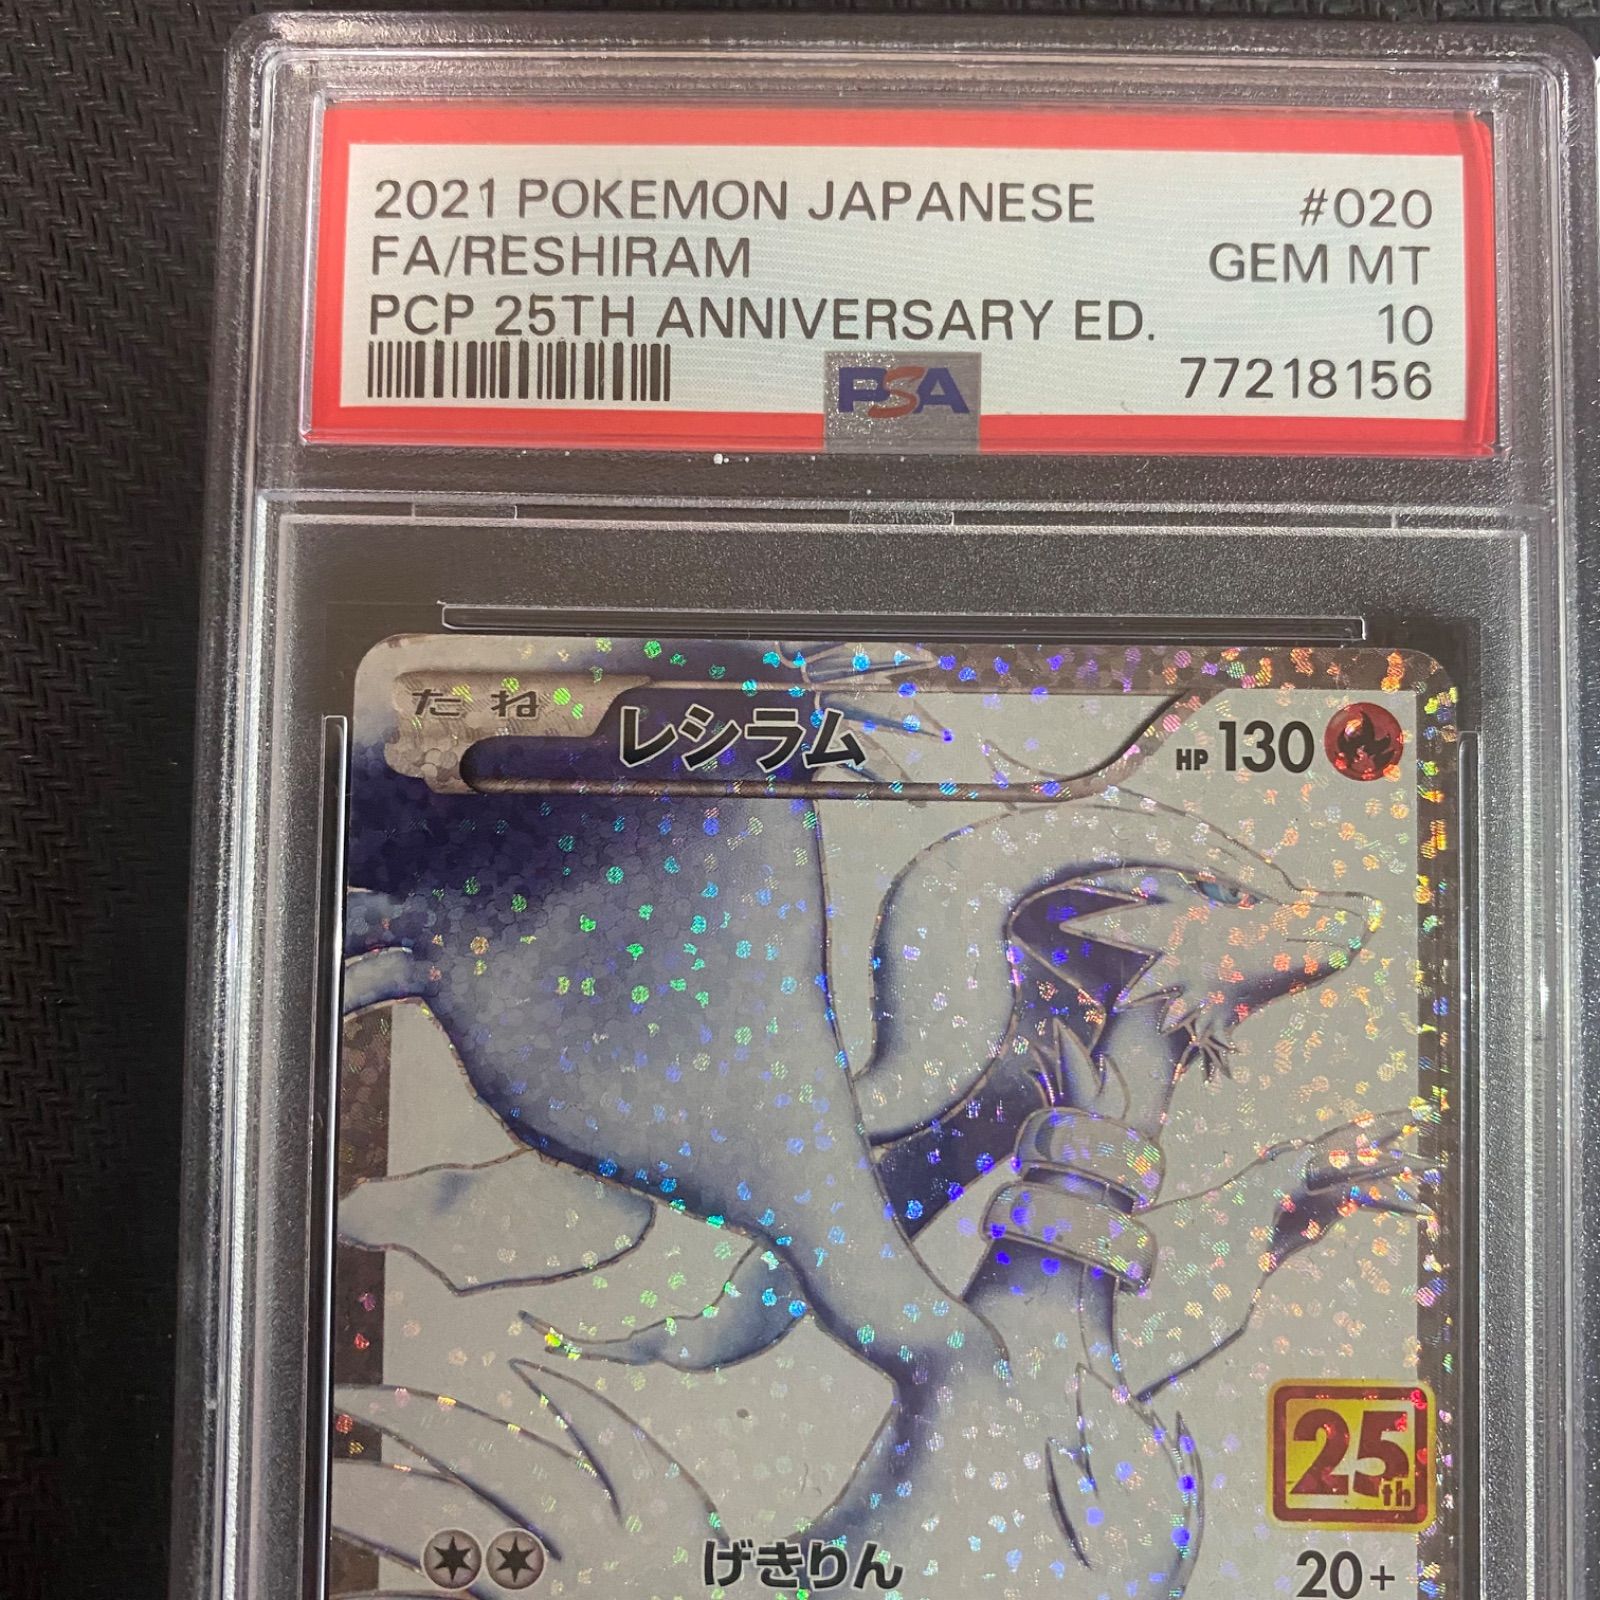 2021 POKEMON JAPANESE #020
FA/RESHIRAM GEM MT
PCP 25TH ANNIVERSARY ED. 10
PSA 77218156
たね レシラム HP 130
25th
げきりん 20+